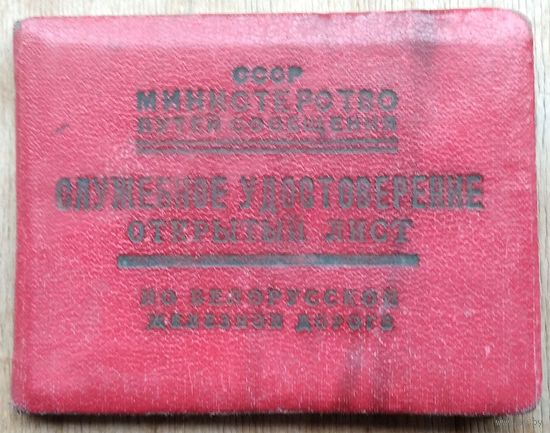 СССР
МИНИСТЕРСТВО
ПУТЕЙ СООБЩЕНИЯ
СЛУЖЕБНОЕ УДОСТОВЕРЕНИЕ
ОТКРЫТЫЙ ЛИСТ
ПО БЕЛОРУССКОЙ
ЖЕЛЕЗНОЙ ДОРОГЕ